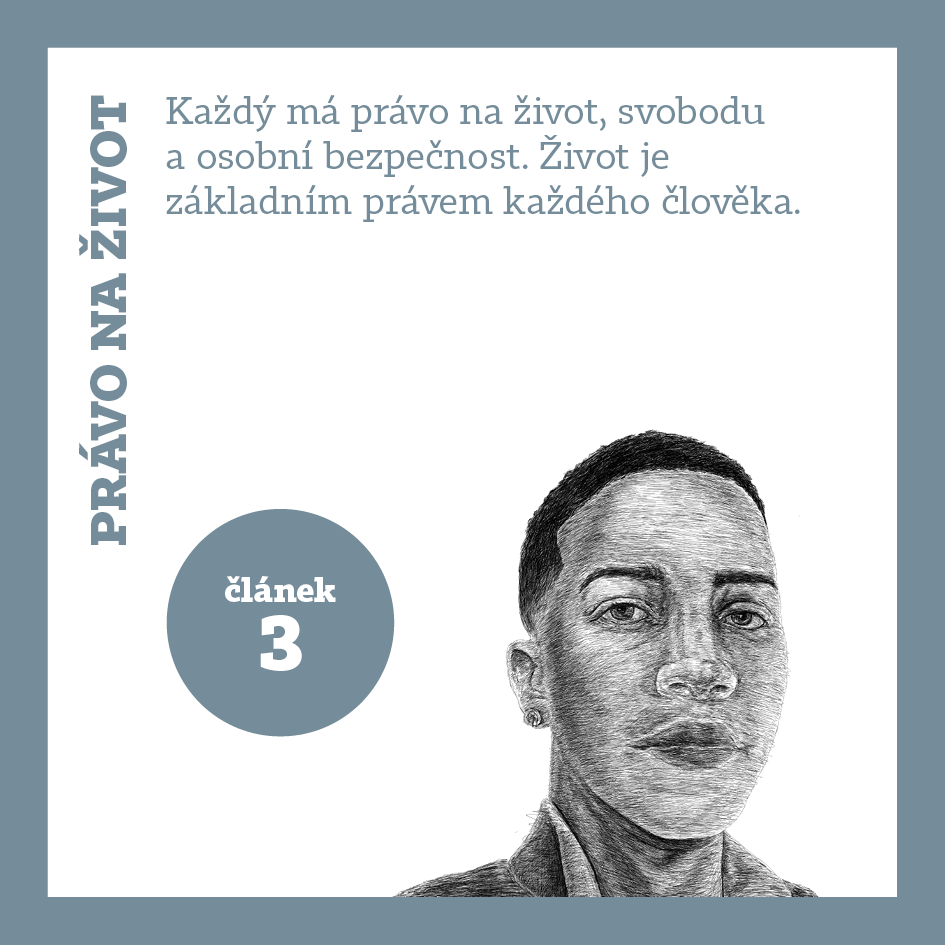 PRÁVO NA ŽIVOT
Každý má právo na život, svobodu
a osobní bezpečnost. Život je
základním právem každého člověka.
článek
3